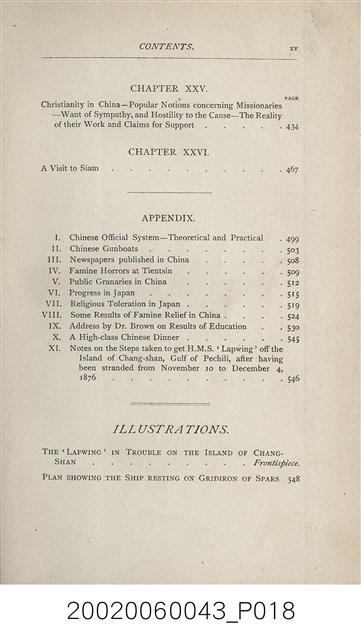 CONTENTS. xv
CHAPTER XXV.
PAGE
Christianity in China—Popular Notions concerning Missionaries
—Want of Sympathy, and Hostility to the Cause—The Reality
of their Work and Claims for Support . . . . . 434
CHAPTER XXVI.
A Visit to Siam . . . . . . . . . . 467
APPENDIX.
I. Chinese Official System—Theoretical and Practical . 499
II. Chinese Gunboats . . . . . . . . 503
III. Newspapers published in China . . . . . 508
IV. Famine Horrors at Tientsin . . . . . 509
V. Public Granaries in China . . . . . 512
VI. Progress in Japan . . . . . . . 515
VII. Religious Toleration in Japan . . . . . 519
VIII. Some Results of Famine Relief in China . . . 524
IX. Address by Dr. Brown on Results of Education . . 530
X. A High-class Chinese Dinner . . . . . . 545
XI. Notes on the Steps taken to get H.M.S. ‘Lapwing’ off the
Island of Chang-shan, Gulf of Pechili, after having
been stranded from November 10 to December 4,
1876 . . . . . . . . . . 546
ILLUSTRATIONS.
THE ‘LAPWING’ IN TROUBLE ON THE ISLAND OF CHANG-
SHAN . . . . . . . . . Frontispiece.
PLAN SHOWING THE SHIP RESTING ON GRIDIRON OF SPARS 548
20020060043_P018